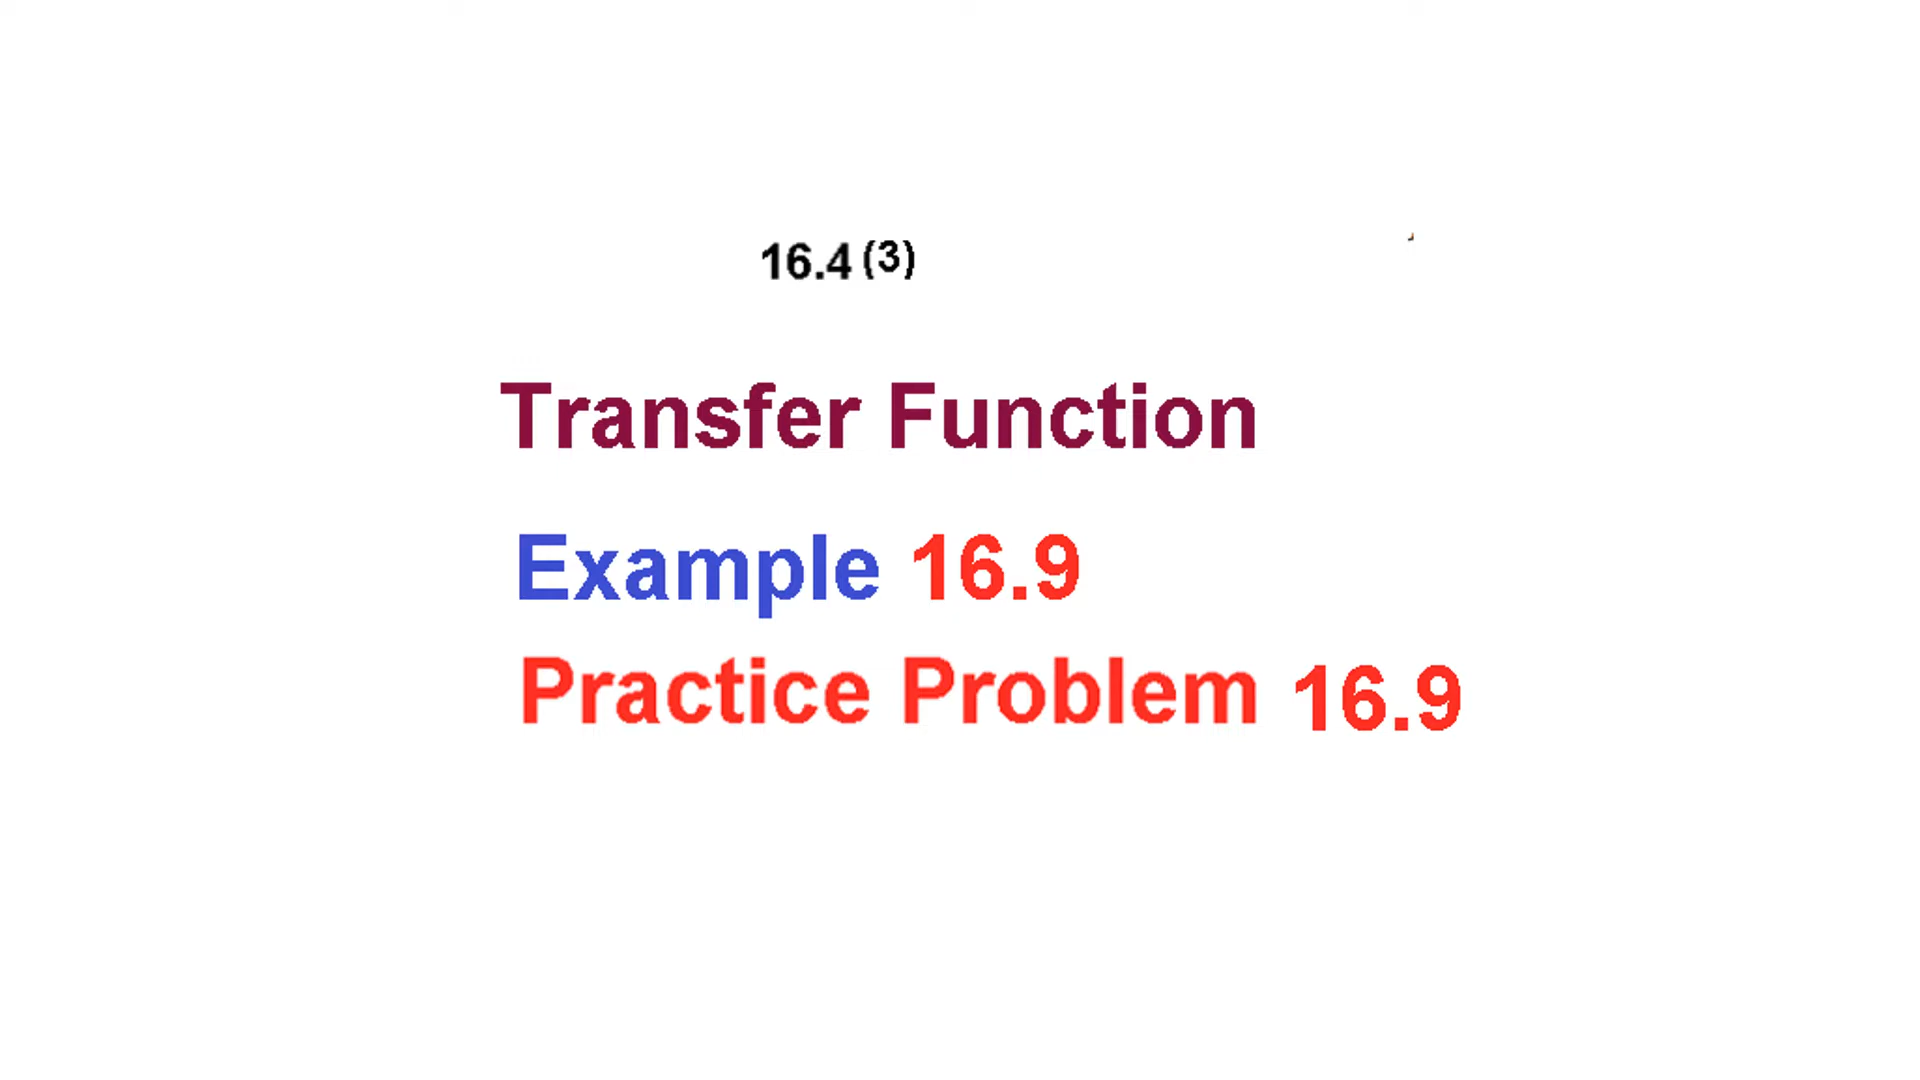 16.4 (3)
Transfer Function
Example 16.9
Practice Problem 16.9